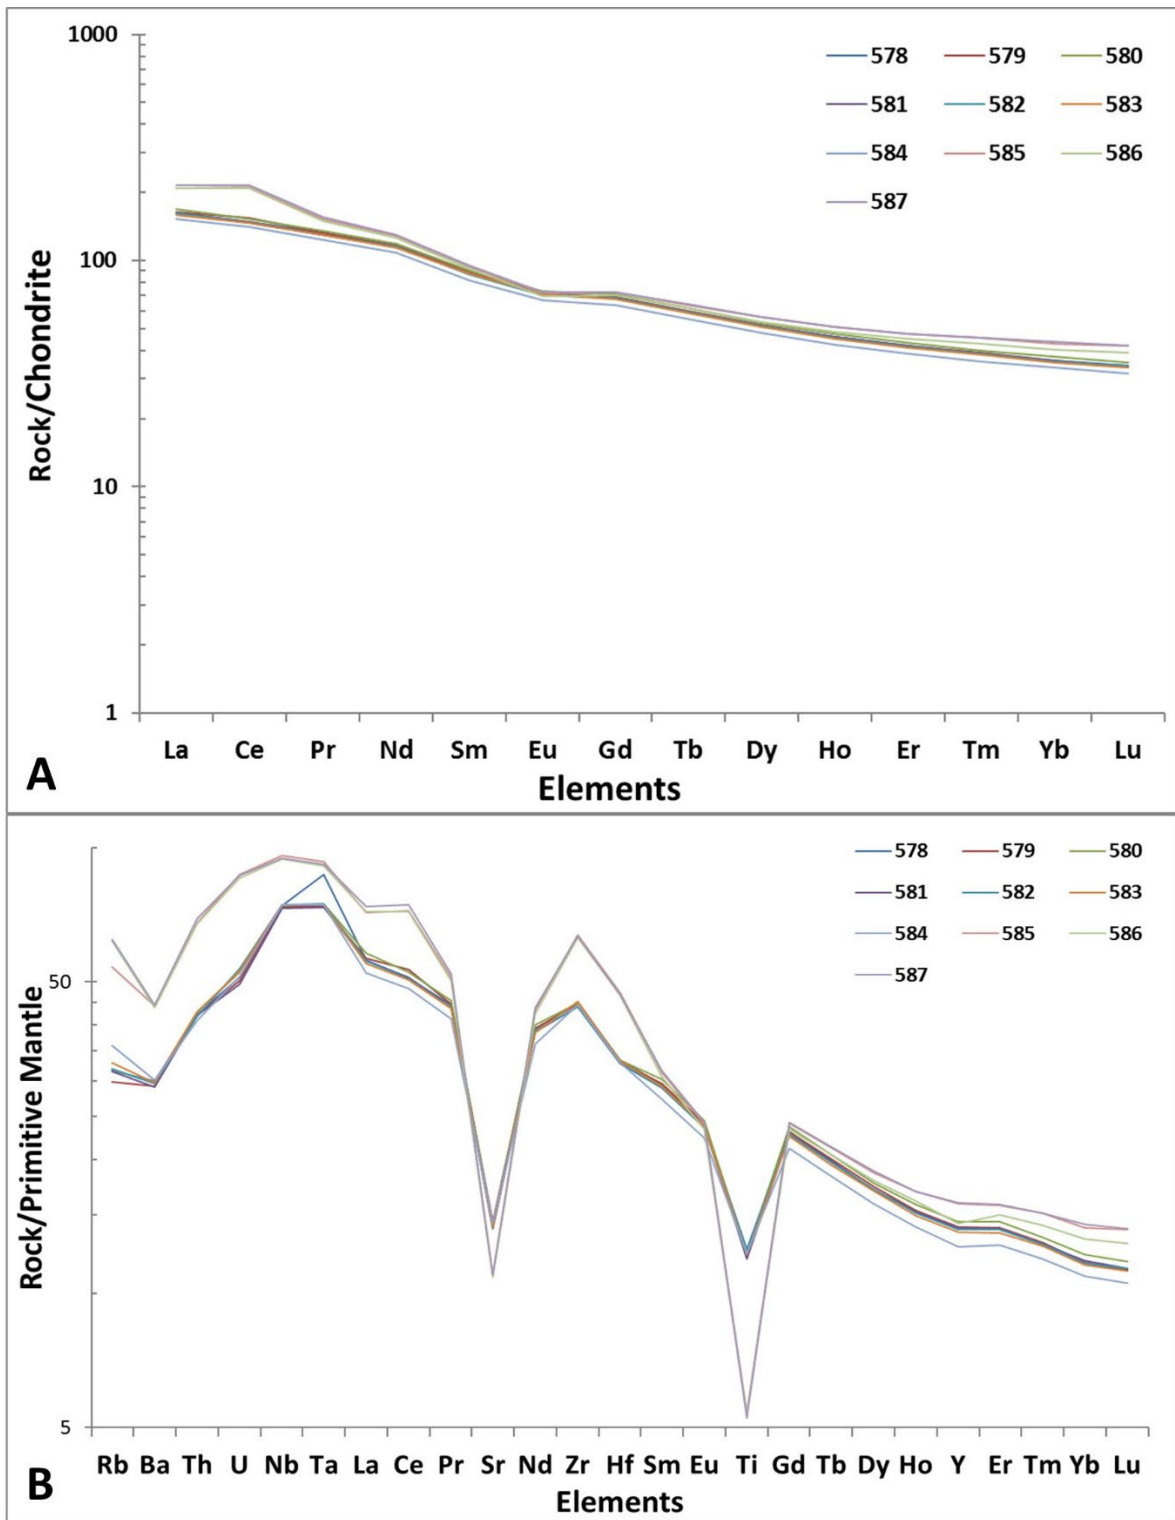 1000
100
10
1
Rock/Chondrite
578 579 580
581 582 583
584 585 586
587
La Ce Pr Nd Sm Eu Gd Tb Dy Ho Er Tm Yb Lu
Elements
A
50
5
Rock/Primitive Mantle
578 579 580
581 582 583
584 585 586
587
Rb Ba Th U Nb Ta La Ce Pr Sr Nd Zr Hf Sm Eu Ti Gd Tb Dy Ho Y Er Tm Yb Lu
Elements
B